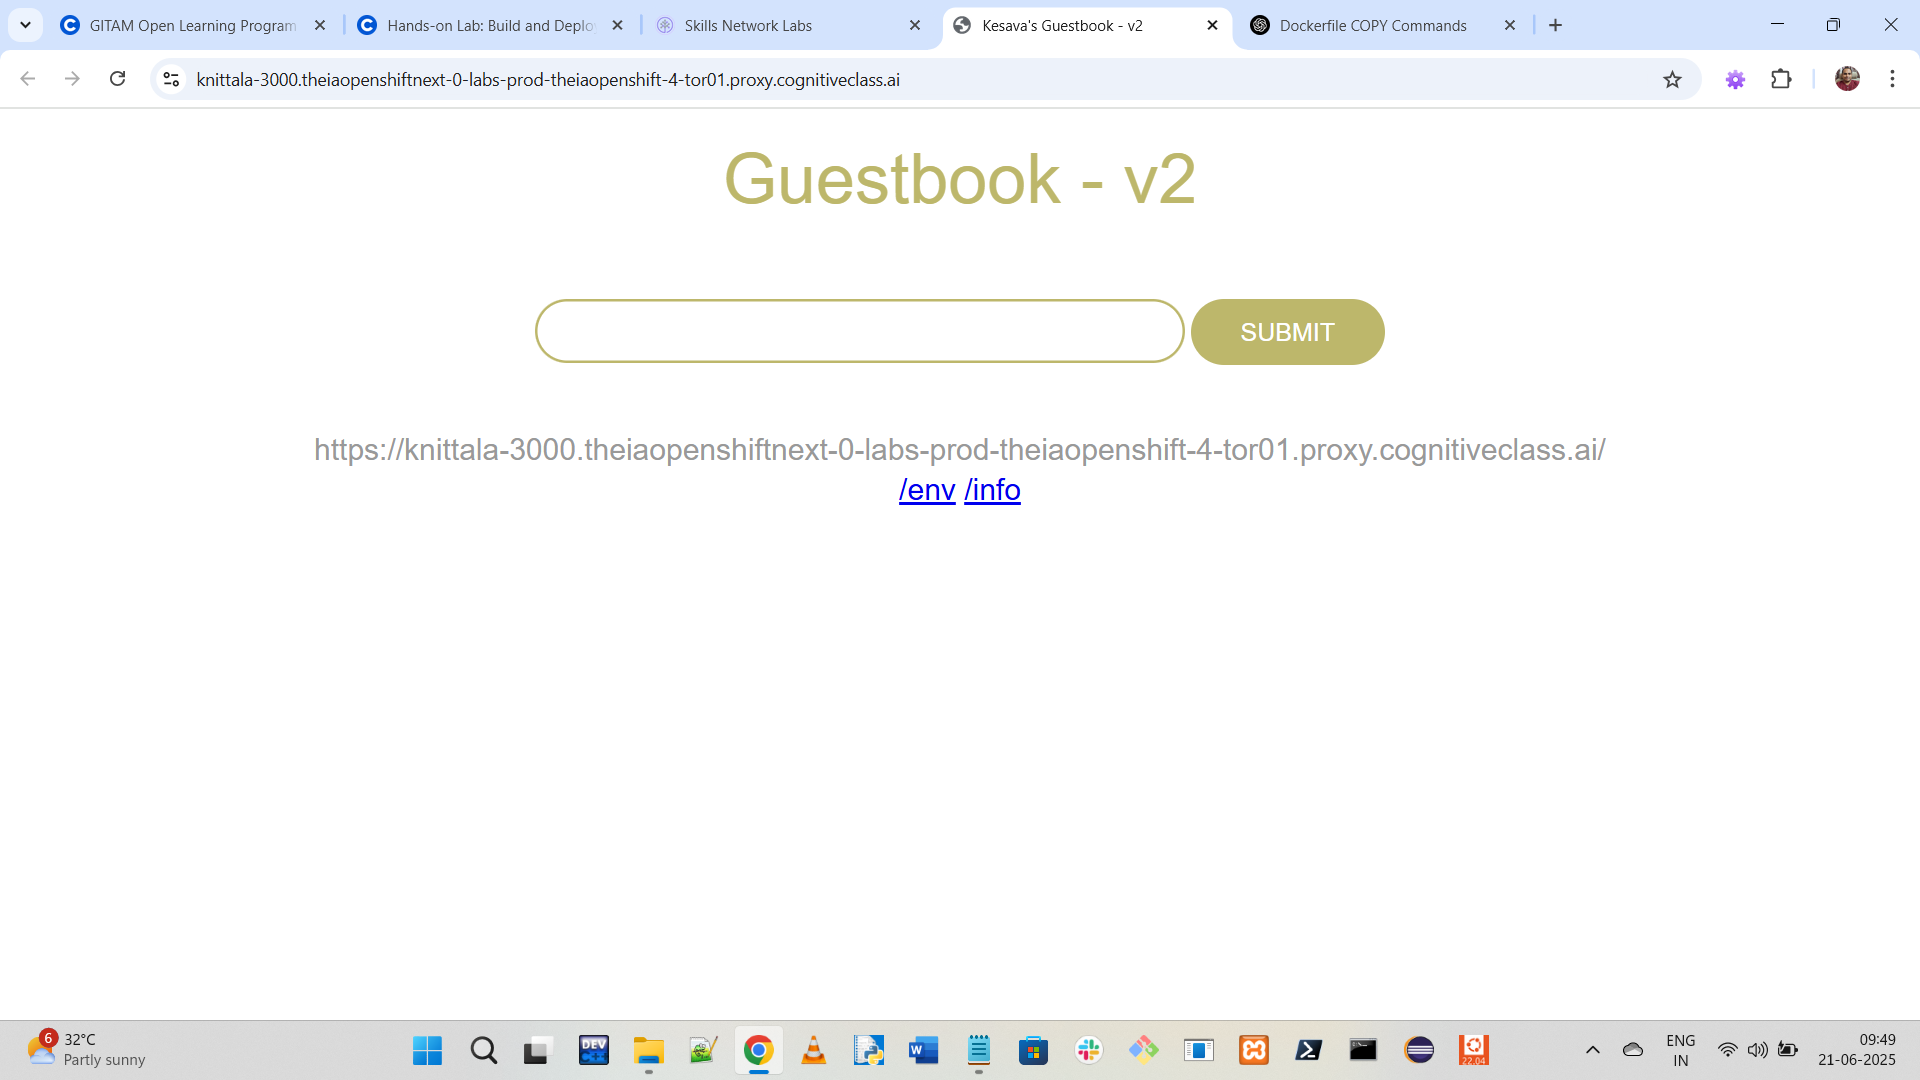 GITAM Open Learning Program
Hands-on Lab: Build and Deplo
Skills Network Labs
Kesava's Guestbook - v2
Dockerfile COPY Commands
knittala-3000.theiaopenshiftnext-0-labs-prod-theiaopenshift-4-tor01.proxy.cognitiveclass.ai
Guestbook - v2
SUBMIT
https://knittala-3000.theiaopenshiftnext-0-labs-prod-theiaopenshift-4-tor01.proxy.cognitiveclass.ai/
/env /info
6
32°C
Partly sunny
DEV
C++
W
22.04
ENG
IN
09:49
21-06-2025